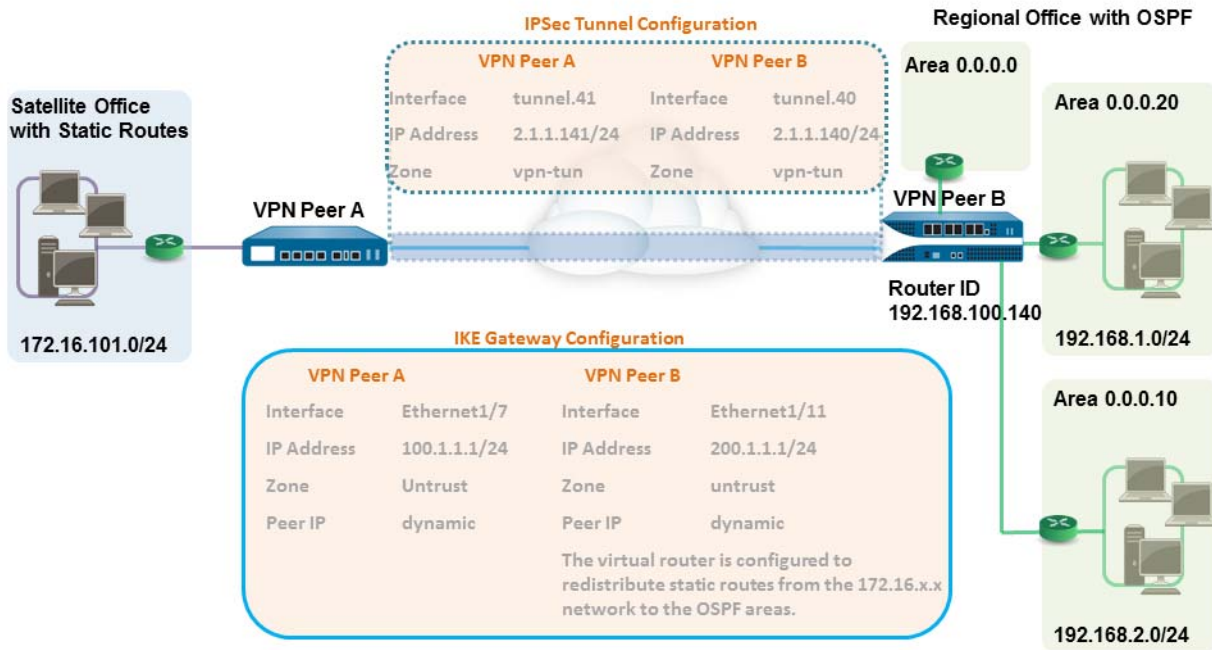 IPSec Tunnel Configuration
Regional Office with OSPF
VPN Peer A VPN Peer B
Interface tunnel.41 Interface tunnel.40
IP Address 2.1.1.141/24 IP Address 2.1.1.140/24
Zone vpn-tun Zone vpn-tun
Satellite Office
with Static Routes
172.16.101.0/24
VPN Peer A
VPN Peer B
Router ID
192.168.100.140
Area 0.0.0.0
Area 0.0.0.20
192.168.1.0/24
Area 0.0.0.10
192.168.2.0/24
IKE Gateway Configuration
VPN Peer A VPN Peer B
Interface Ethernet1/7 Interface Ethernet1/11
IP Address 100.1.1.1/24 IP Address 200.1.1.1/24
Zone Untrust Zone untrust
Peer IP dynamic Peer IP dynamic
The virtual router is configured to
redistribute static routes from the 172.16.x.x
network to the OSPF areas.